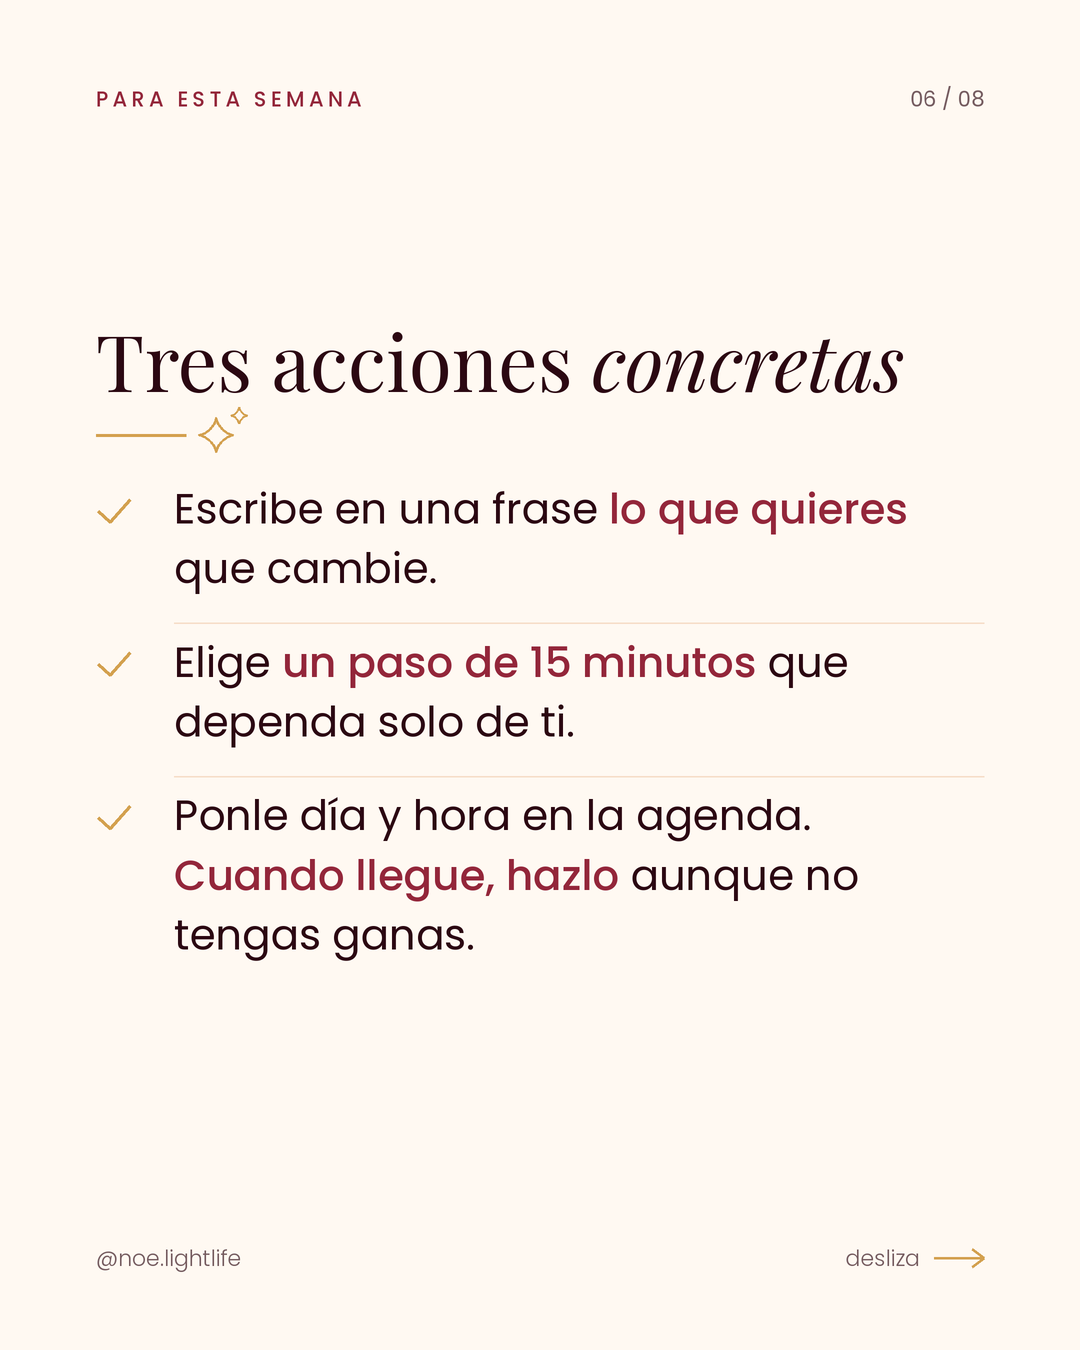 PARA ESTA SEMANA
06 / 08
Tres acciones concretas
Escribe en una frase lo que quieres
que cambie.
Elige un paso de 15 minutos que
dependa solo de ti.
Ponle día y hora en la agenda.
Cuando llegue, hazlo aunque no
tengas ganas.
@noe.lightlife
desliza